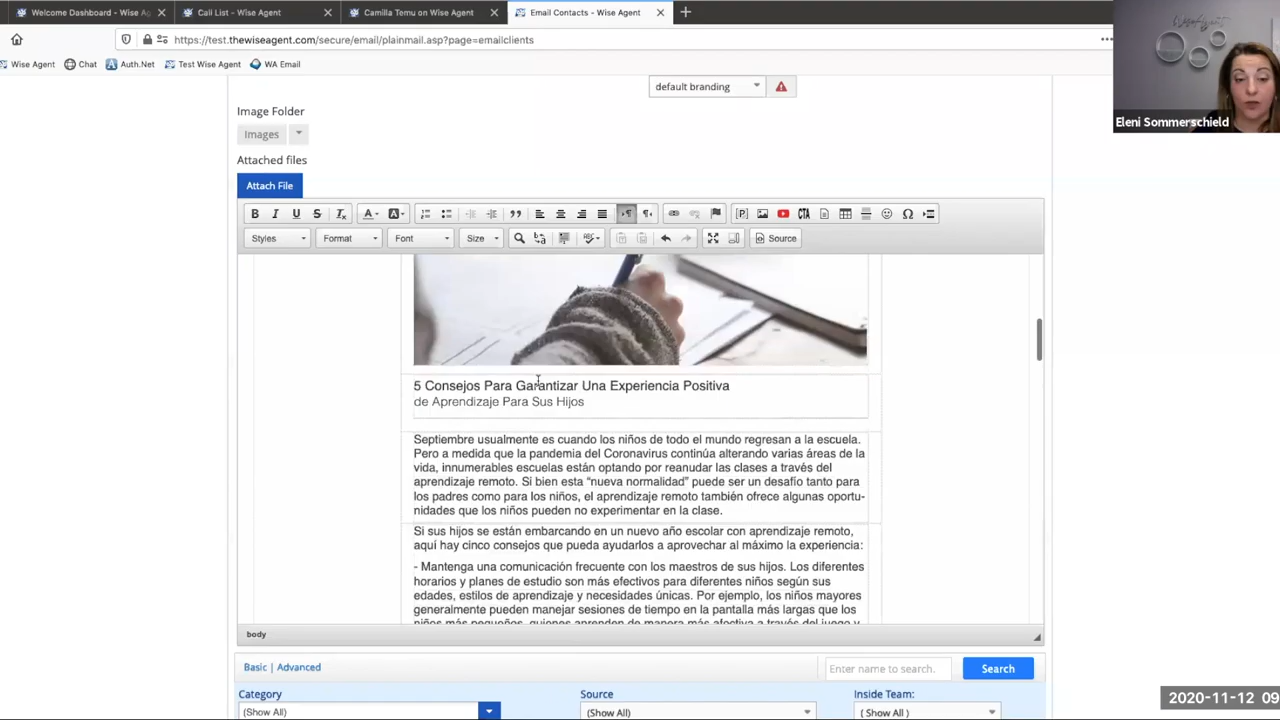 Welcome Dashboard - Wise Ag
Call List - Wise Agent
Camilla Temu on Wise Agent
Email Contacts - Wise Agent
https://test.thewiseagent.com/secure/email/plainmail.asp?page=emailclients
Wise Agent
Chat
Auth.Net
Test Wise Agent
WA Email
Eleni Sommerschield
default branding
Image Folder
Images
Attached files
Attach File
Styles
Format
Font
Size
Source
5 Consejos Para Garantizar Una Experiencia Positiva
de Aprendizaje Para Sus Hijos
Septiembre usualmente es cuando los niños de todo el mundo regresan a la escuela.
Pero a medida que la pandemia del Coronavirus continúa alterando varias áreas de la
vida, innumerables escuelas están optando por reanudar las clases a través del
aprendizaje remoto. Si bien esta “nueva normalidad” puede ser un desafío tanto para
los padres como para los niños, el aprendizaje remoto también ofrece algunas oportu-
nidades que los niños pueden no experimentar en la clase.
Si sus hijos se están embarcando en un nuevo año escolar con aprendizaje remoto,
aquí hay cinco consejos que pueda ayudarlos a aprovechar al máximo la experiencia:
- Mantenga una comunicación frecuente con los maestros de sus hijos. Los diferentes
horarios y planes de estudio son más efectivos para diferentes niños según sus
edades, estilos de aprendizaje y necesidades únicas. Por ejemplo, los niños mayores
generalmente pueden manejar sesiones de tiempo en la pantalla más largas que los
niños más pequeños, quienes aprenden de manera más afectiva a través del juego y
body
Basic | Advanced
Enter name to search.
Search
Category
Source
Inside Team:
(Show All)
(Show All)
( Show All )
2020-11-12 09